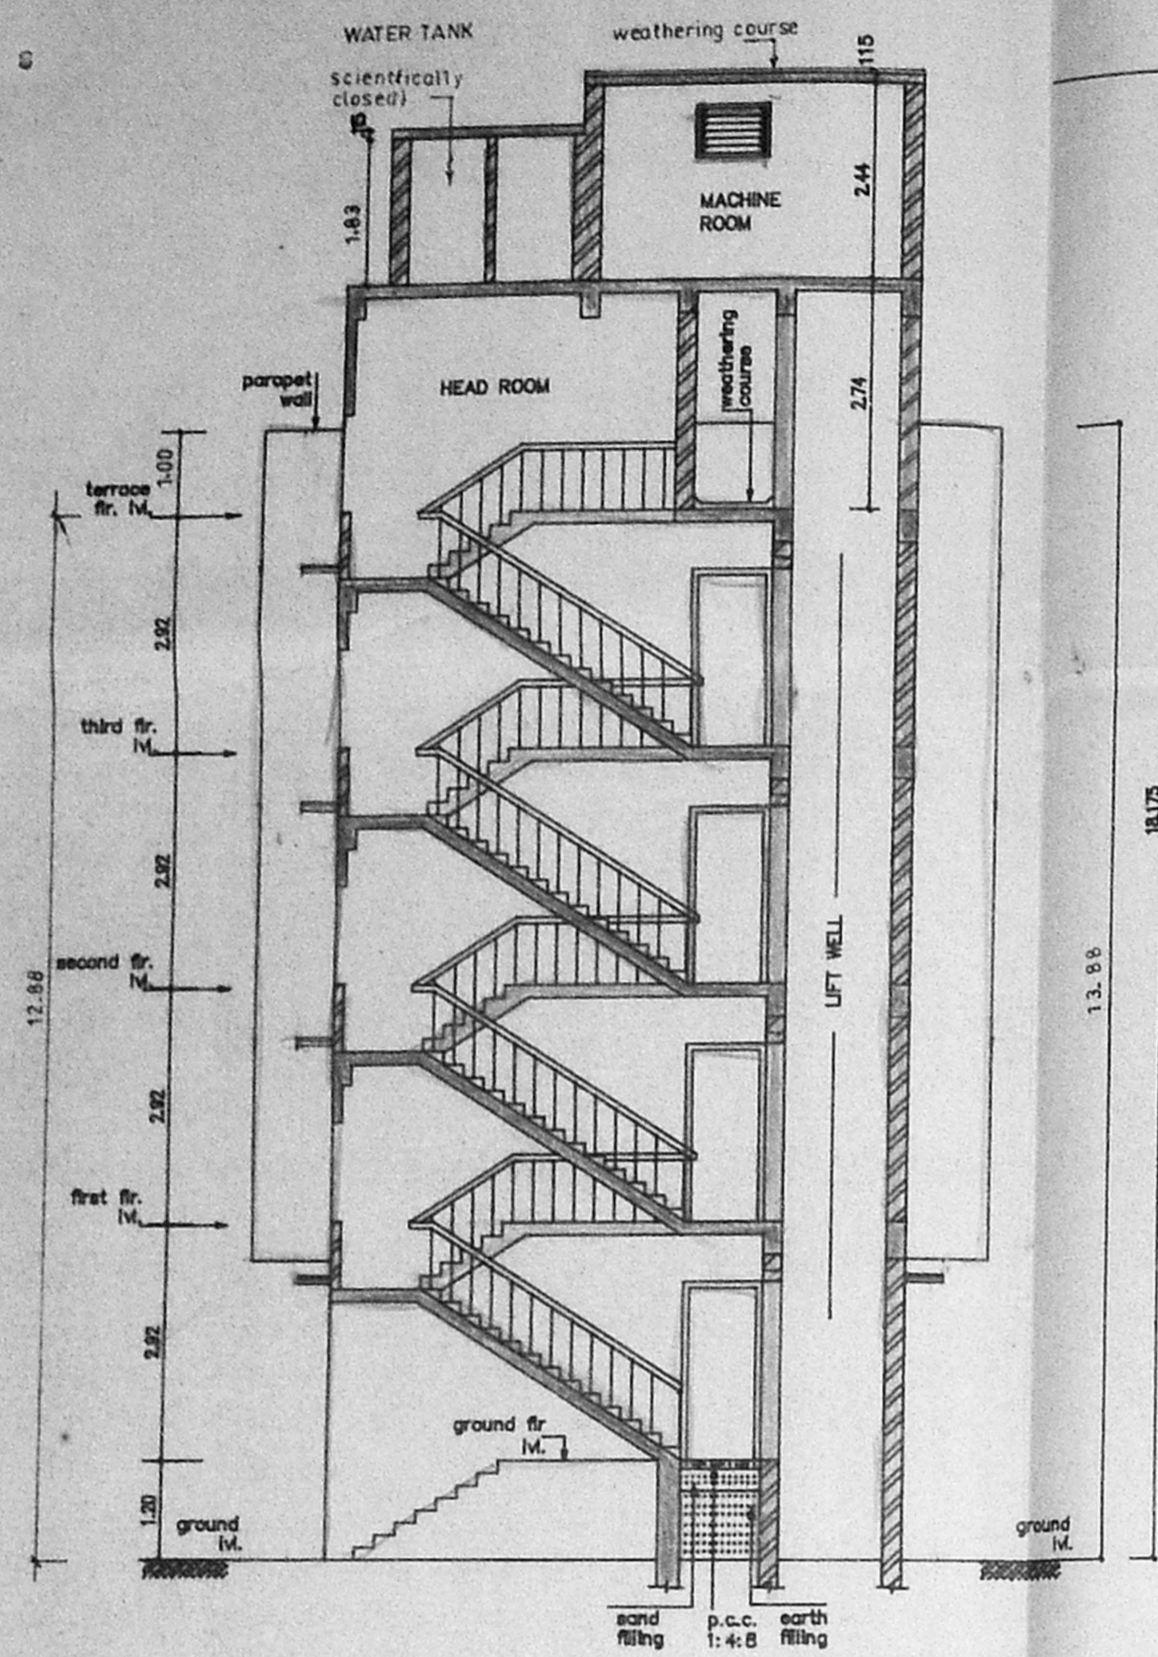 WATER TANK
scientfically
closed)
weathering course
115
1.83
2.44
MACHINE
ROOM
HEAD ROOM
weathering
course
2.74
parapet
wall
1.00
terrace
flr. lvl.
2.92
third flr.
lvl.
2.92
second flr.
lvl.
2.92
first flr.
lvl.
2.92
12.88
LIFT WELL
13.88
18.175
ground flr
lvl.
1.20
ground
lvl.
ground
lvl.
sand
filling
p.c.c.
1:4:8
earth
filling